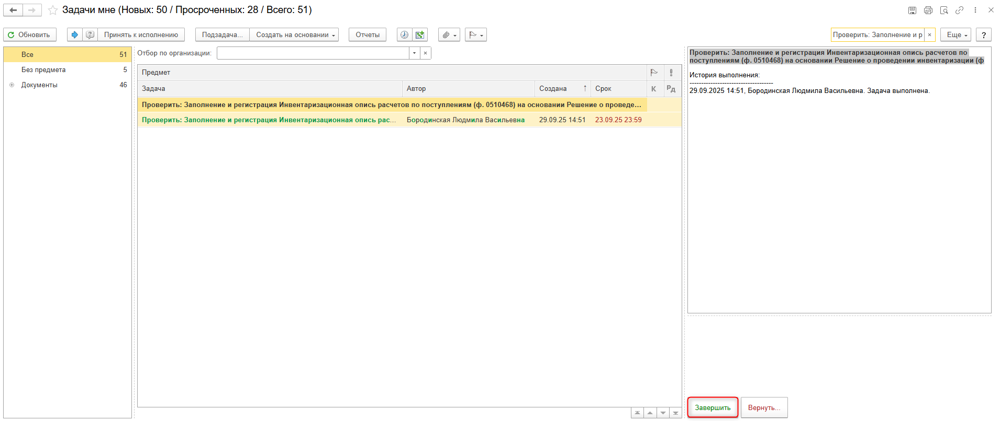 Задачи мне (Новых: 50 / Просроченных: 28 / Всего: 51)
Обновить
Принять к исполнению
Подзадача...
Создать на основании
Отчеты
Проверить: Заполнение и р ×
Еще
?
Все 51
Без предмета 5
Документы 46
Отбор по организации:
Предмет
Задача Автор Создана ↑ Срок К Рд
Проверить: Заполнение и регистрация Инвентаризационная опись расчетов по поступлениям (ф. 0510468) на основании Решение о проведе...
Проверить: Заполнение и регистрация Инвентаризационная опись рас... Бородинская Людмила Васильевна 29.09.25 14:51 23.09.25 23:59
Проверить: Заполнение и регистрация Инвентаризационная опись расчетов по
поступлениям (ф. 0510468) на основании Решение о проведении инвентаризации (ф
История выполнения:
------------------------------------
29.09.2025 14:51, Бородинская Людмила Васильевна. Задача выполнена.
Завершить
Вернуть...